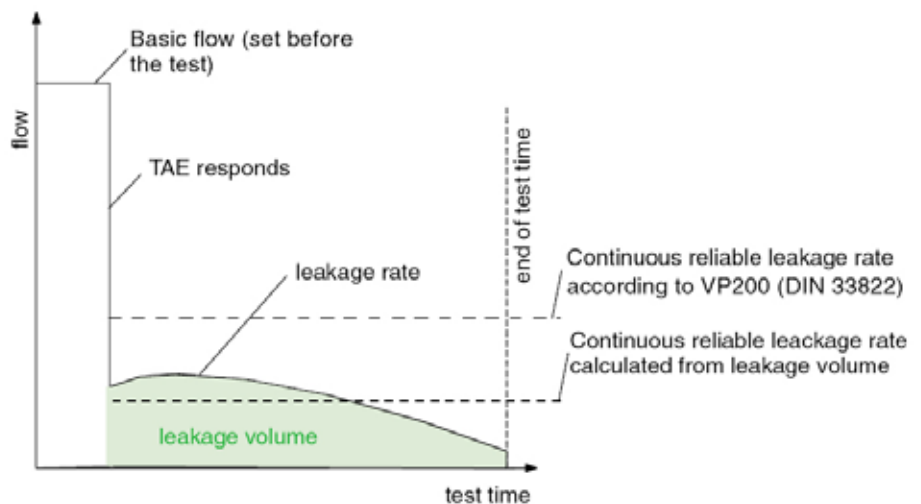 Basic flow (set before
the test)
flow
TAE responds
end of test time
leakage rate
Continuous reliable leakage rate
according to VP200 (DIN 33822)
Continuous reliable leackage rate
calculated from leakage volume
leakage volume
test time